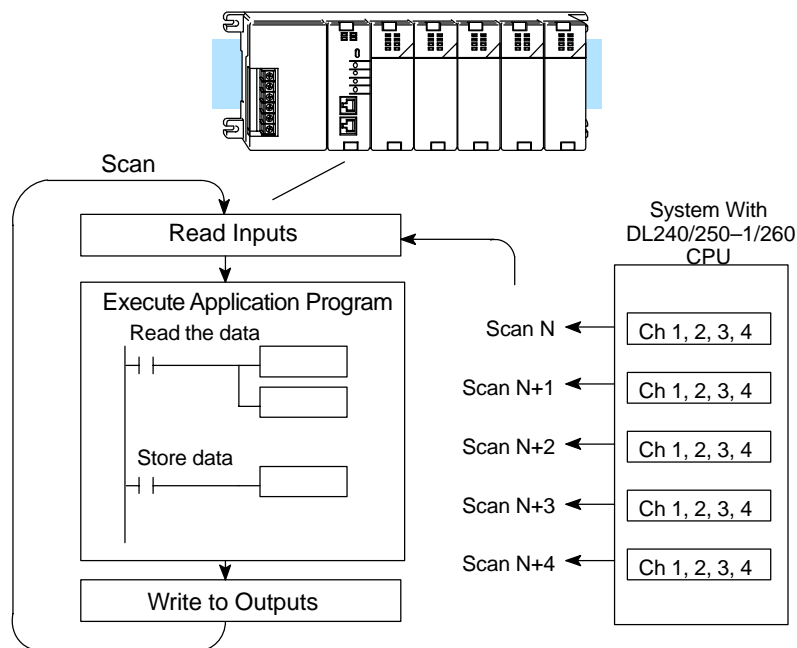 Scan
Read Inputs
Execute Application Program
Read the data
Store data
Write to Outputs
System With
DL240/250–1/260
CPU
Scan N
Ch 1, 2, 3, 4
Scan N+1
Ch 1, 2, 3, 4
Scan N+2
Ch 1, 2, 3, 4
Scan N+3
Ch 1, 2, 3, 4
Scan N+4
Ch 1, 2, 3, 4